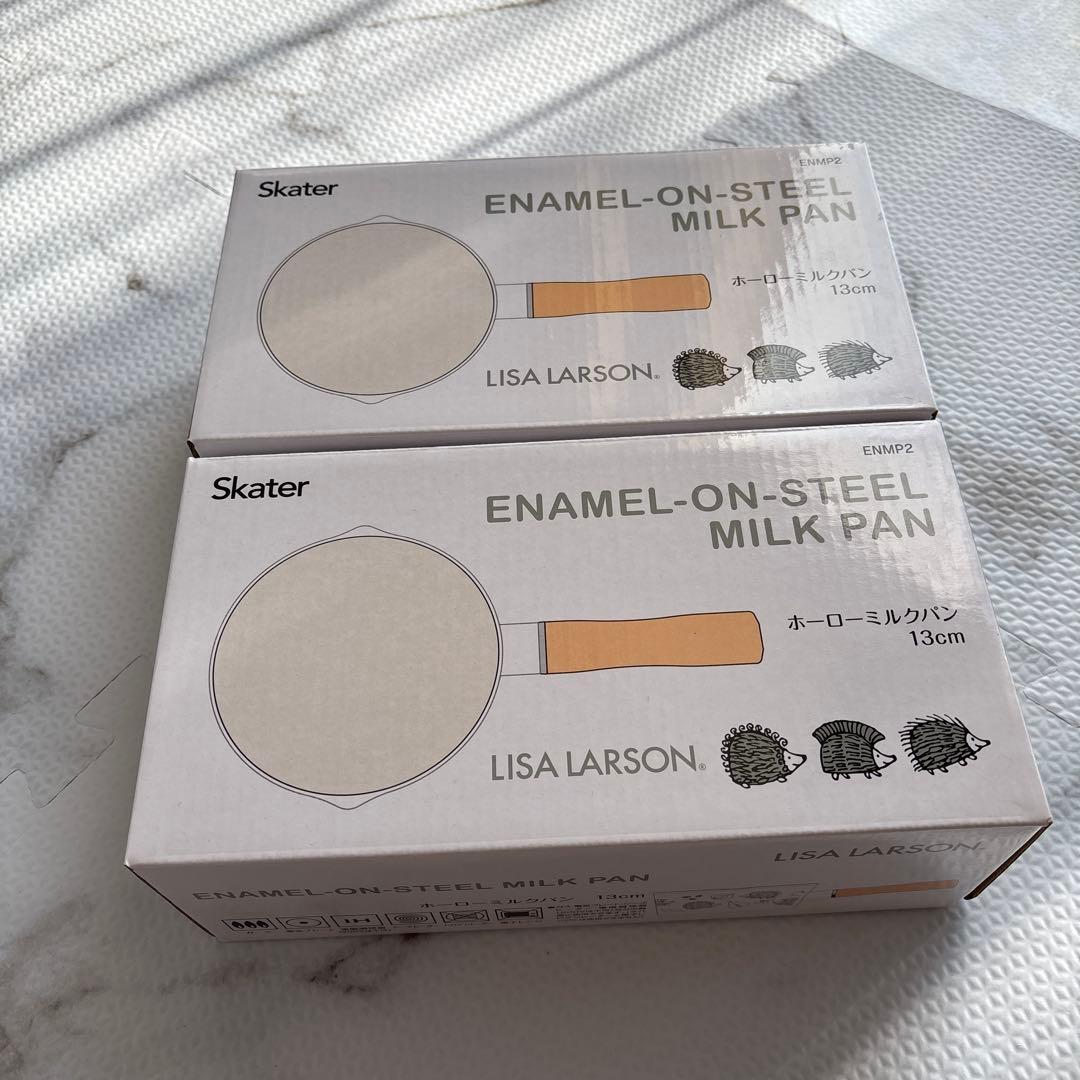 Skater
ENMP2
ENAMEL-ON-STEEL
MILK PAN
ホーローミルクパン
13cm
LISA LARSON®
Skater
ENMP2
ENAMEL-ON-STEEL
MILK PAN
ホーローミルクパン
13cm
LISA LARSON®
LISA LARSON®
ENAMEL-ON-STEEL MILK PAN
ホーローミルクパン 13cm
IH